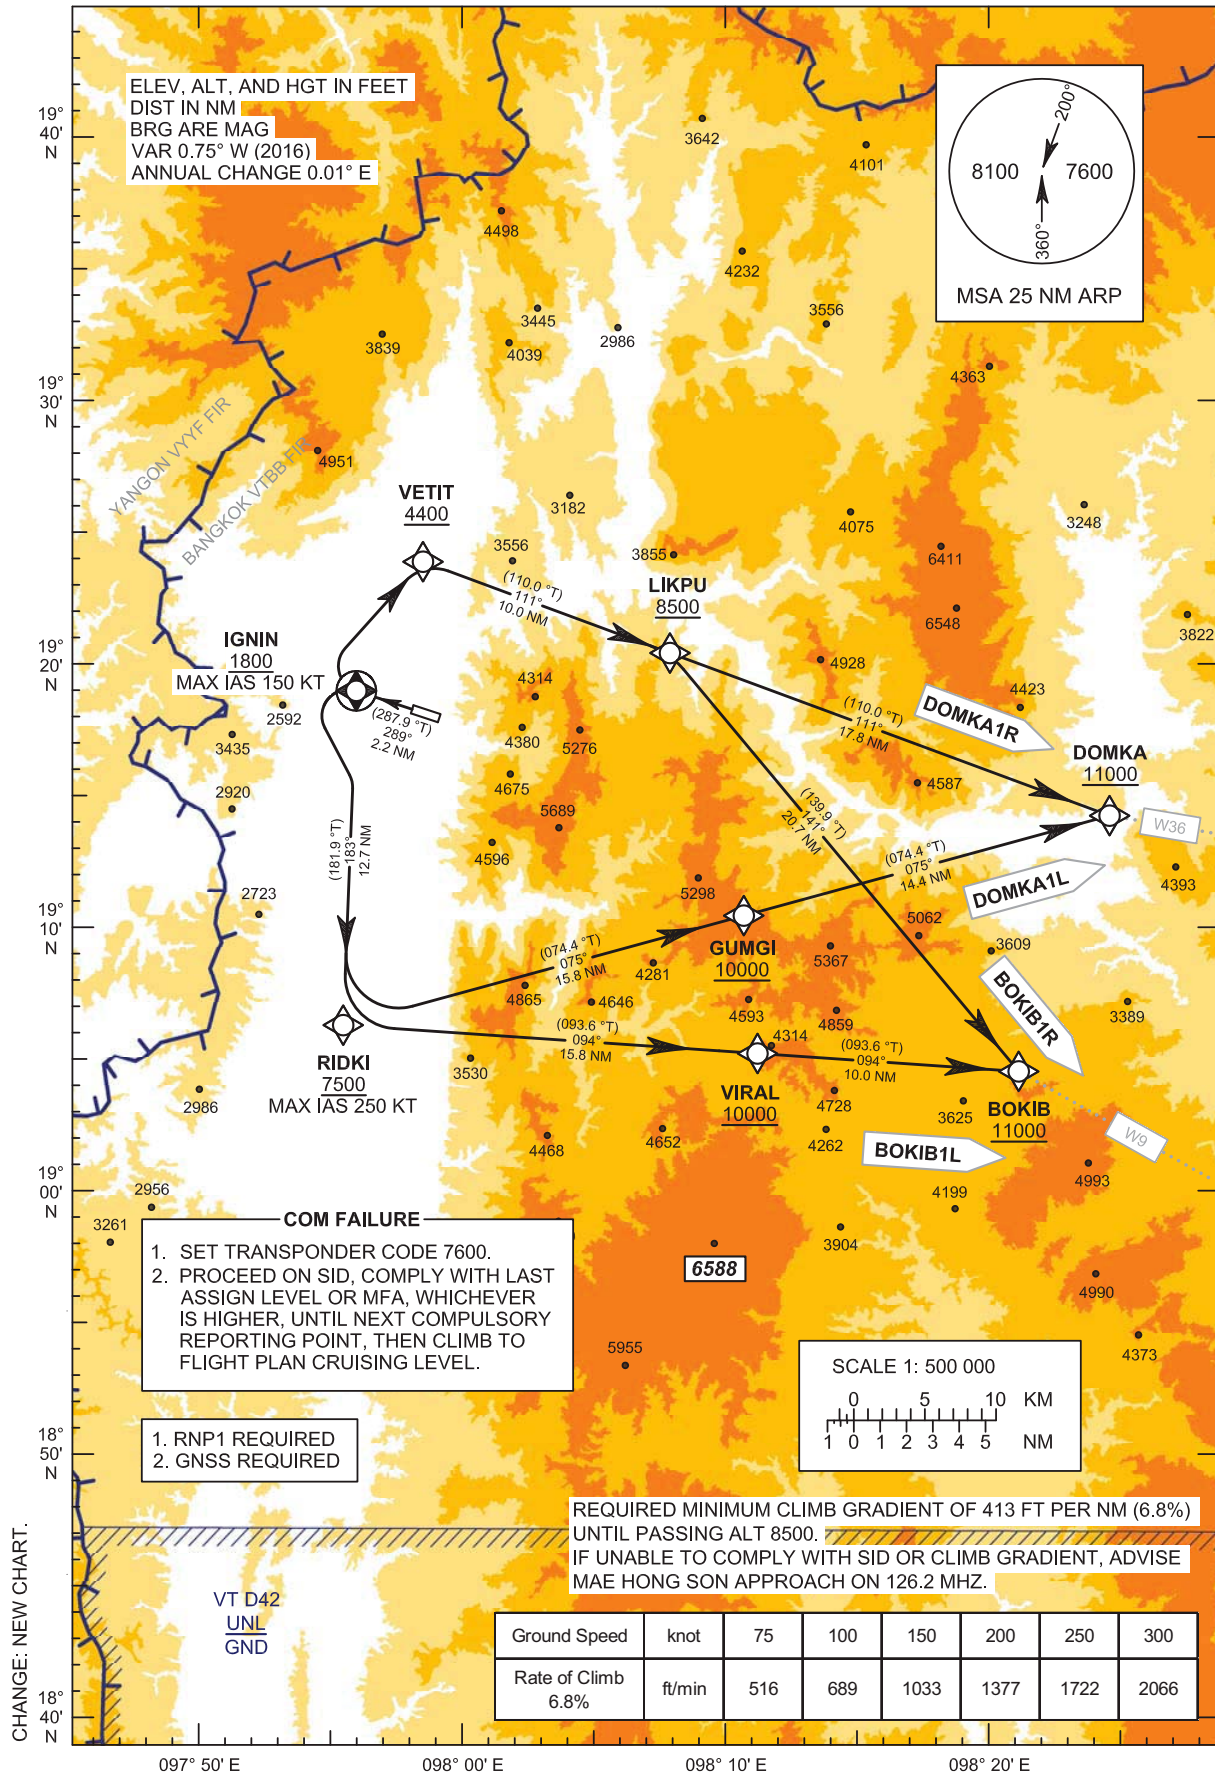 ELEV, ALT, AND HGT IN FEET
DIST IN NM
BRG ARE MAG
VAR 0.75° W (2016)
ANNUAL CHANGE 0.01° E
19°
40'
N
3642
4101
200°
8100
7600
360°
MSA 25 NM ARP
4498
4232
3445
3556
3839
4039
2986
4363
19°
30'
N
YANGON VYYF FIR
BANGKOK VTBB FIR
4951
VETIT
4400
3182
4075
3248
3556
3855
6411
(110.0 °T)
111°
10.0 NM
LIKPU
8500
6548
3822
IGNIN
1800
MAX IAS 150 KT
19°
20'
N
4314
4928
4423
2592
(287.9 °T)
289°
2.2 NM
(110.0 °T)
111°
17.8 NM
DOMKA1R
3435
4380
5276
DOMKA
11000
4675
4587
2920
5689
(139.9 °T)
141°
20.7 NM
W36
4596
(181.9 °T)
183°
12.7 NM
(074.4 °T)
075°
14.4 NM
4393
5298
DOMKA1L
2723
19°
10'
N
5062
GUMGI
10000
(074.4 °T)
075°
15.8 NM
4281
5367
3609
4865
4646
4593
4859
3389
BOKIB1R
RIDKI
7500
MAX IAS 250 KT
(093.6 °T)
094°
15.8 NM
4314
(093.6 °T)
094°
10.0 NM
3530
VIRAL
10000
2986
4728
3625
BOKIB
11000
4468
4652
4262
W9
BOKIB1L
4993
19°
00'
N
2956
4199
3261
3904
COM FAILURE
1. SET TRANSPONDER CODE 7600.
2. PROCEED ON SID, COMPLY WITH LAST
ASSIGN LEVEL OR MFA, WHICHEVER
IS HIGHER, UNTIL NEXT COMPULSORY
REPORTING POINT, THEN CLIMB TO
FLIGHT PLAN CRUISING LEVEL.
6588
4990
5955
4373
SCALE 1: 500 000
0 5 10 KM
1 0 1 2 3 4 5 NM
1. RNP1 REQUIRED
2. GNSS REQUIRED
18°
50'
N
REQUIRED MINIMUM CLIMB GRADIENT OF 413 FT PER NM (6.8%)
UNTIL PASSING ALT 8500.
IF UNABLE TO COMPLY WITH SID OR CLIMB GRADIENT, ADVISE
MAE HONG SON APPROACH ON 126.2 MHZ.
VT D42
UNL
GND
Ground Speed knot 75 100 150 200 250 300
Rate of Climb
6.8% ft/min 516 689 1033 1377 1722 2066
18°
40'
N
CHANGE: NEW CHART.
097° 50' E 098° 00' E 098° 10' E 098° 20' E